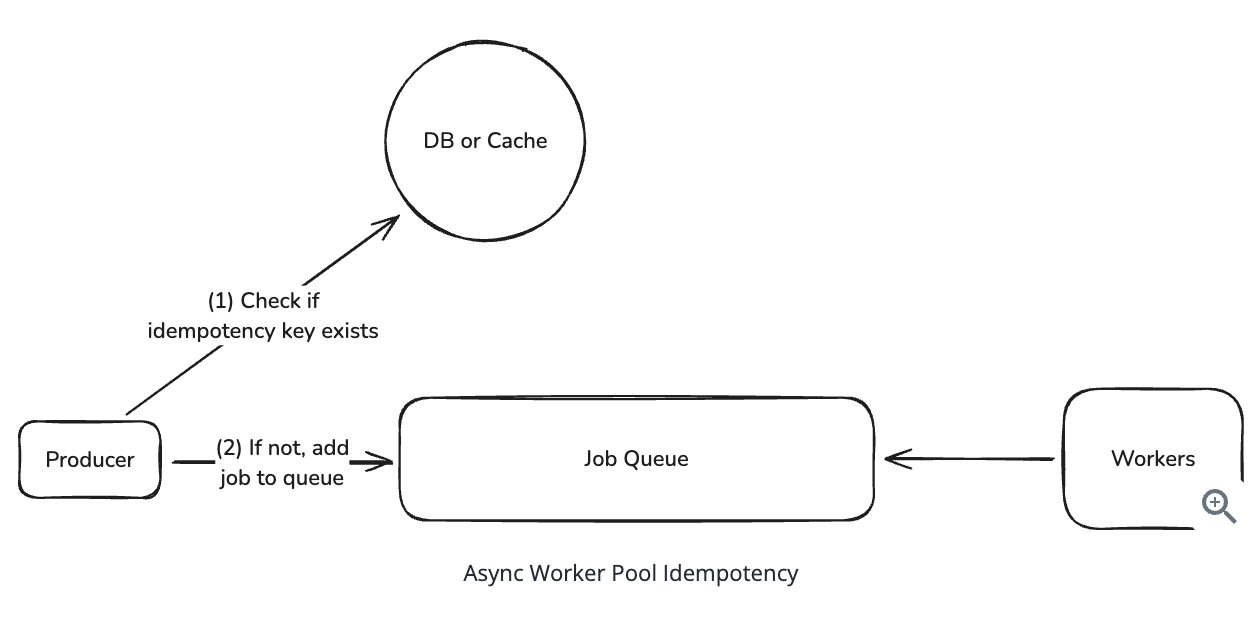 DB or Cache
(1) Check if
idempotency key exists
Producer
(2) If not, add
job to queue
Job Queue
Workers
Async Worker Pool Idempotency